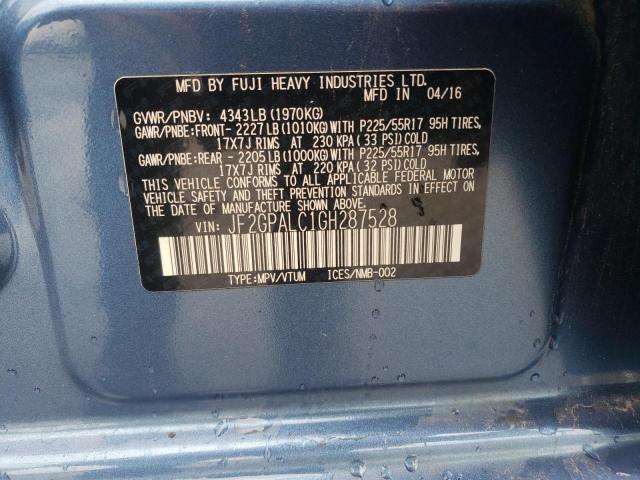 MFD BY FUJI HEAVY INDUSTRIES LTD.
MFD IN 04/16
GVWR/PNBV: 4343LB (1970KG)
GAWR/PNBE:FRONT- 2227LB (1010KG) WITH P225/55R17 95H TIRES,
17X7J RIMS AT 230 KPA (33 PSI) COLD
GAWR/PNBE:REAR - 2205LB (1000KG) WITH P225/55R17 95H TIRES,
17X7J RIMS AT 220 KPA (32 PSI) COLD
THIS VEHICLE CONFORMS TO ALL APPLICABLE FEDERAL MOTOR
VEHICLE SAFETY AND THEFT PREVENTION STANDARDS IN EFFECT
ON THE DATE OF MANUFACTURE SHOWN ABOVE.
VIN: JF2GPALC1GH287528
TYPE:MPV/VTUM ICES/NMB-002